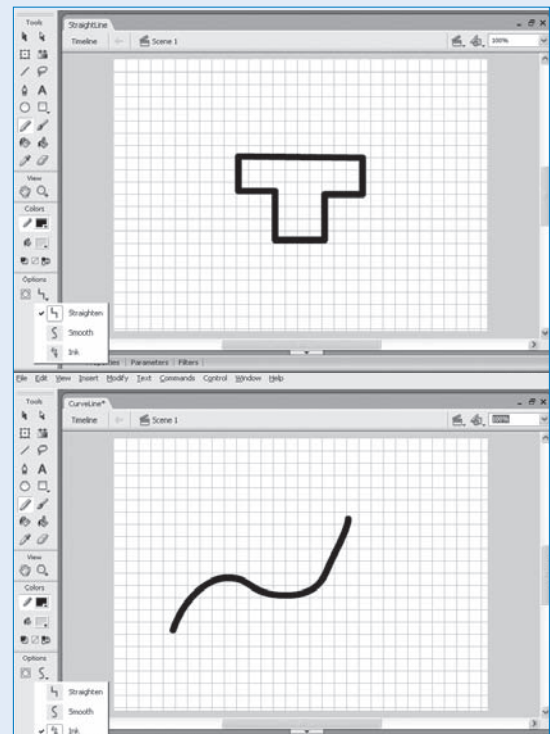 StraightLine
Tools
Timeline
Scene 1
100%
A
View
Colors
Options
Straighten
Smooth
Ink
Parameters | Filters |
File Edit View Insert Modify Text Commands Control Window Help
Tools
CurveLine*
Timeline
Scene 1
100%
A
View
Colors
Options
Straighten
Smooth
Ink